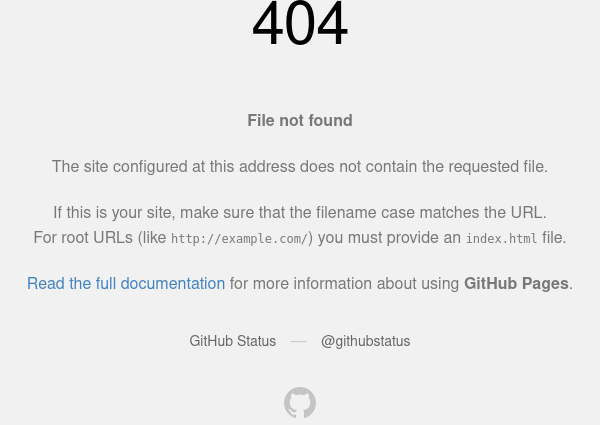 404
File not found
The site configured at this address does not contain the requested file.
If this is your site, make sure that the filename case matches the URL.
For root URLs (like http://example.com/) you must provide an index.html file.
Read the full documentation for more information about using GitHub Pages.
GitHub Status — @githubstatus